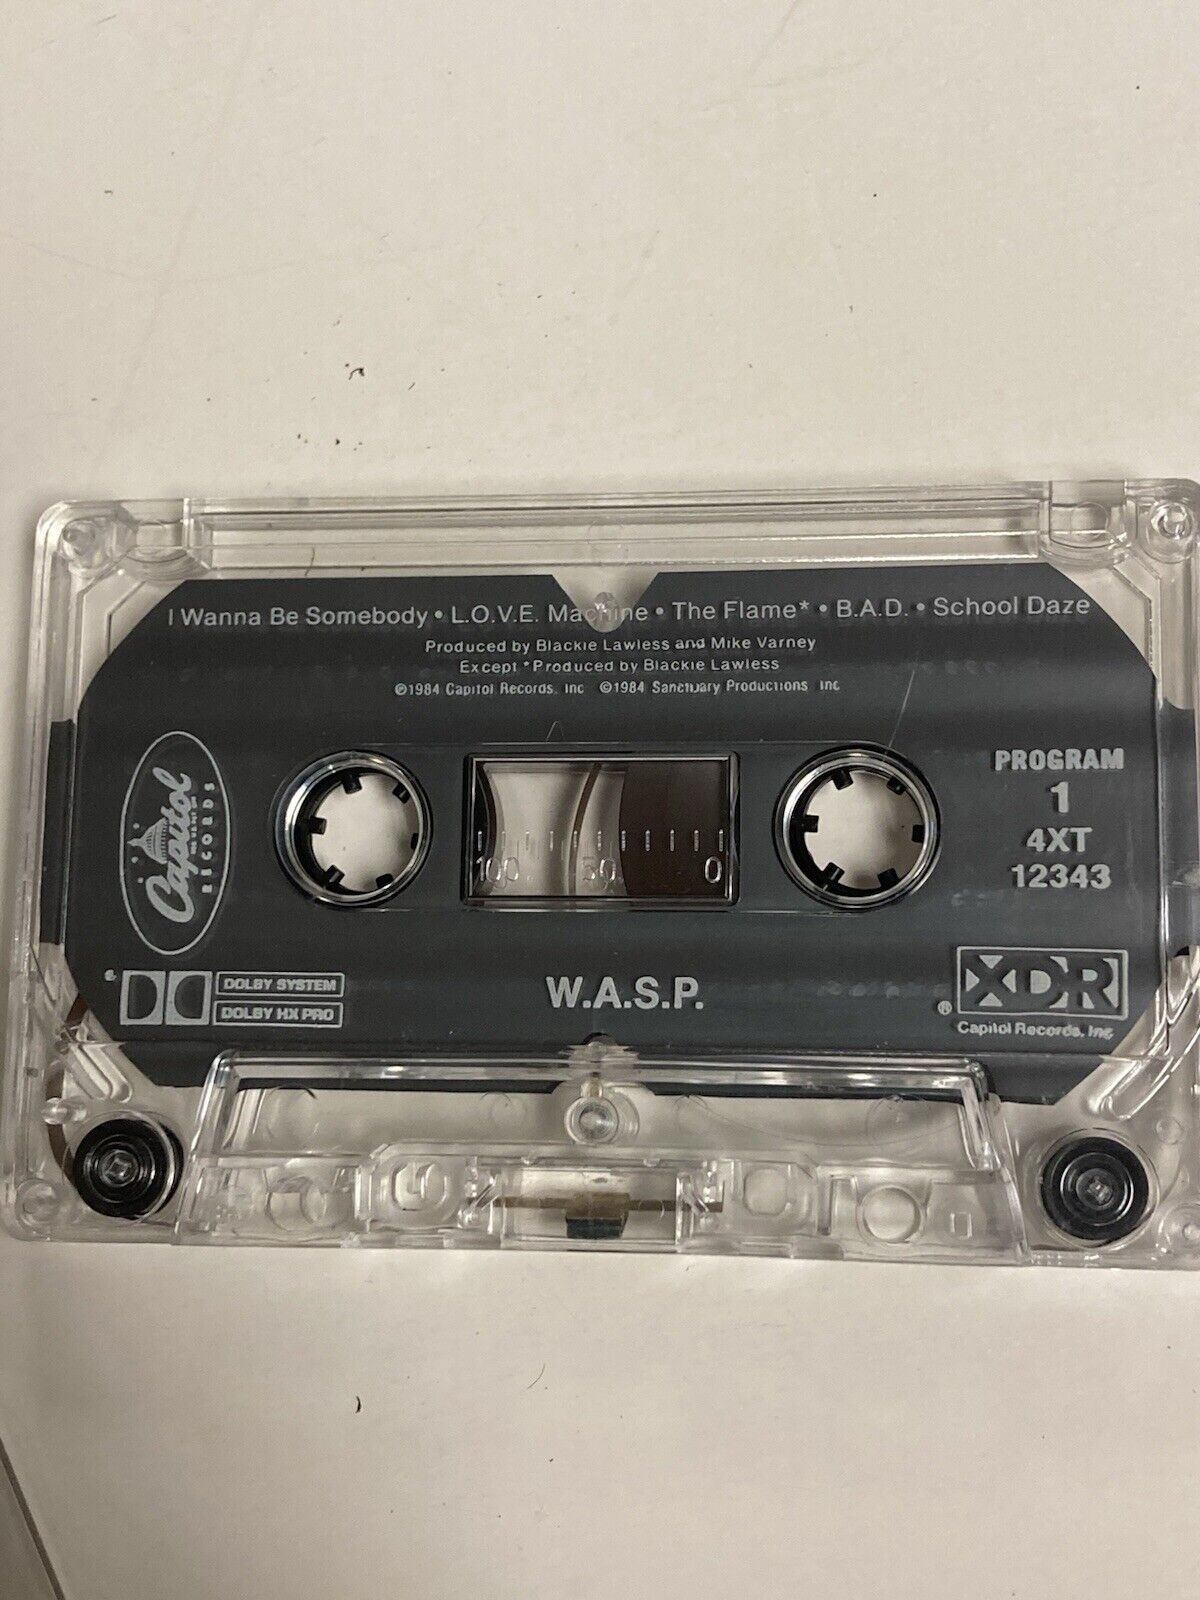 I Wanna Be Somebody • L.O.V.E. Machine • The Flame* • B.A.D. • School Daze
Produced by Blackie Lawless and Mike Varney
Except *Produced by Blackie Lawless
℗1984 Capitol Records, Inc ©1984 Sanctuary Productions Inc
Capitol
RECORDS
100 50 0
PROGRAM
1
4XT
12343
DOLBY SYSTEM
DOLBY HX PRO
W.A.S.P.
® XDR
Capitol Records, Inc